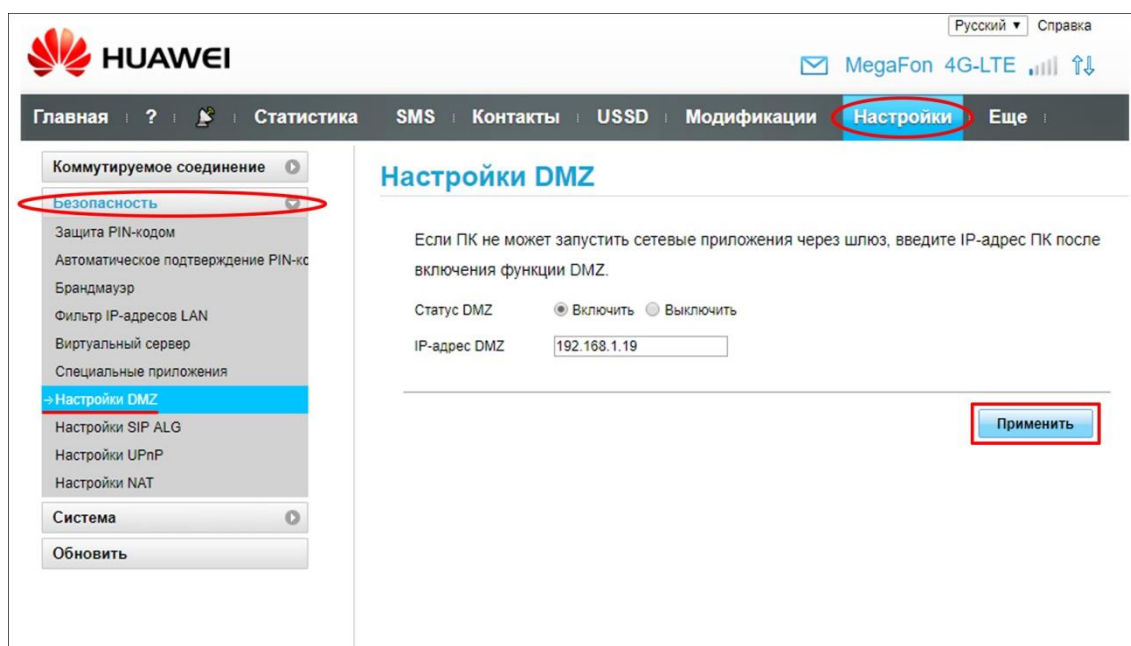 Русский ▼ Справка
HUAWEI
MegaFon 4G-LTE
Главная ? Статистика SMS Контакты USSD Модификации Настройки Еще
Коммутируемое соединение
Безопасность
Защита PIN-кодом
Автоматическое подтверждение PIN-кс
Брандмауэр
Фильтр IP-адресов LAN
Виртуальный сервер
Специальные приложения
→Настройки DMZ
Настройки SIP ALG
Настройки UPnP
Настройки NAT
Система
Обновить
Настройки DMZ
Если ПК не может запустить сетевые приложения через шлюз, введите IP-адрес ПК после
включения функции DMZ.
Статус DMZ Включить Выключить
IP-адрес DMZ 192.168.1.19
Применить